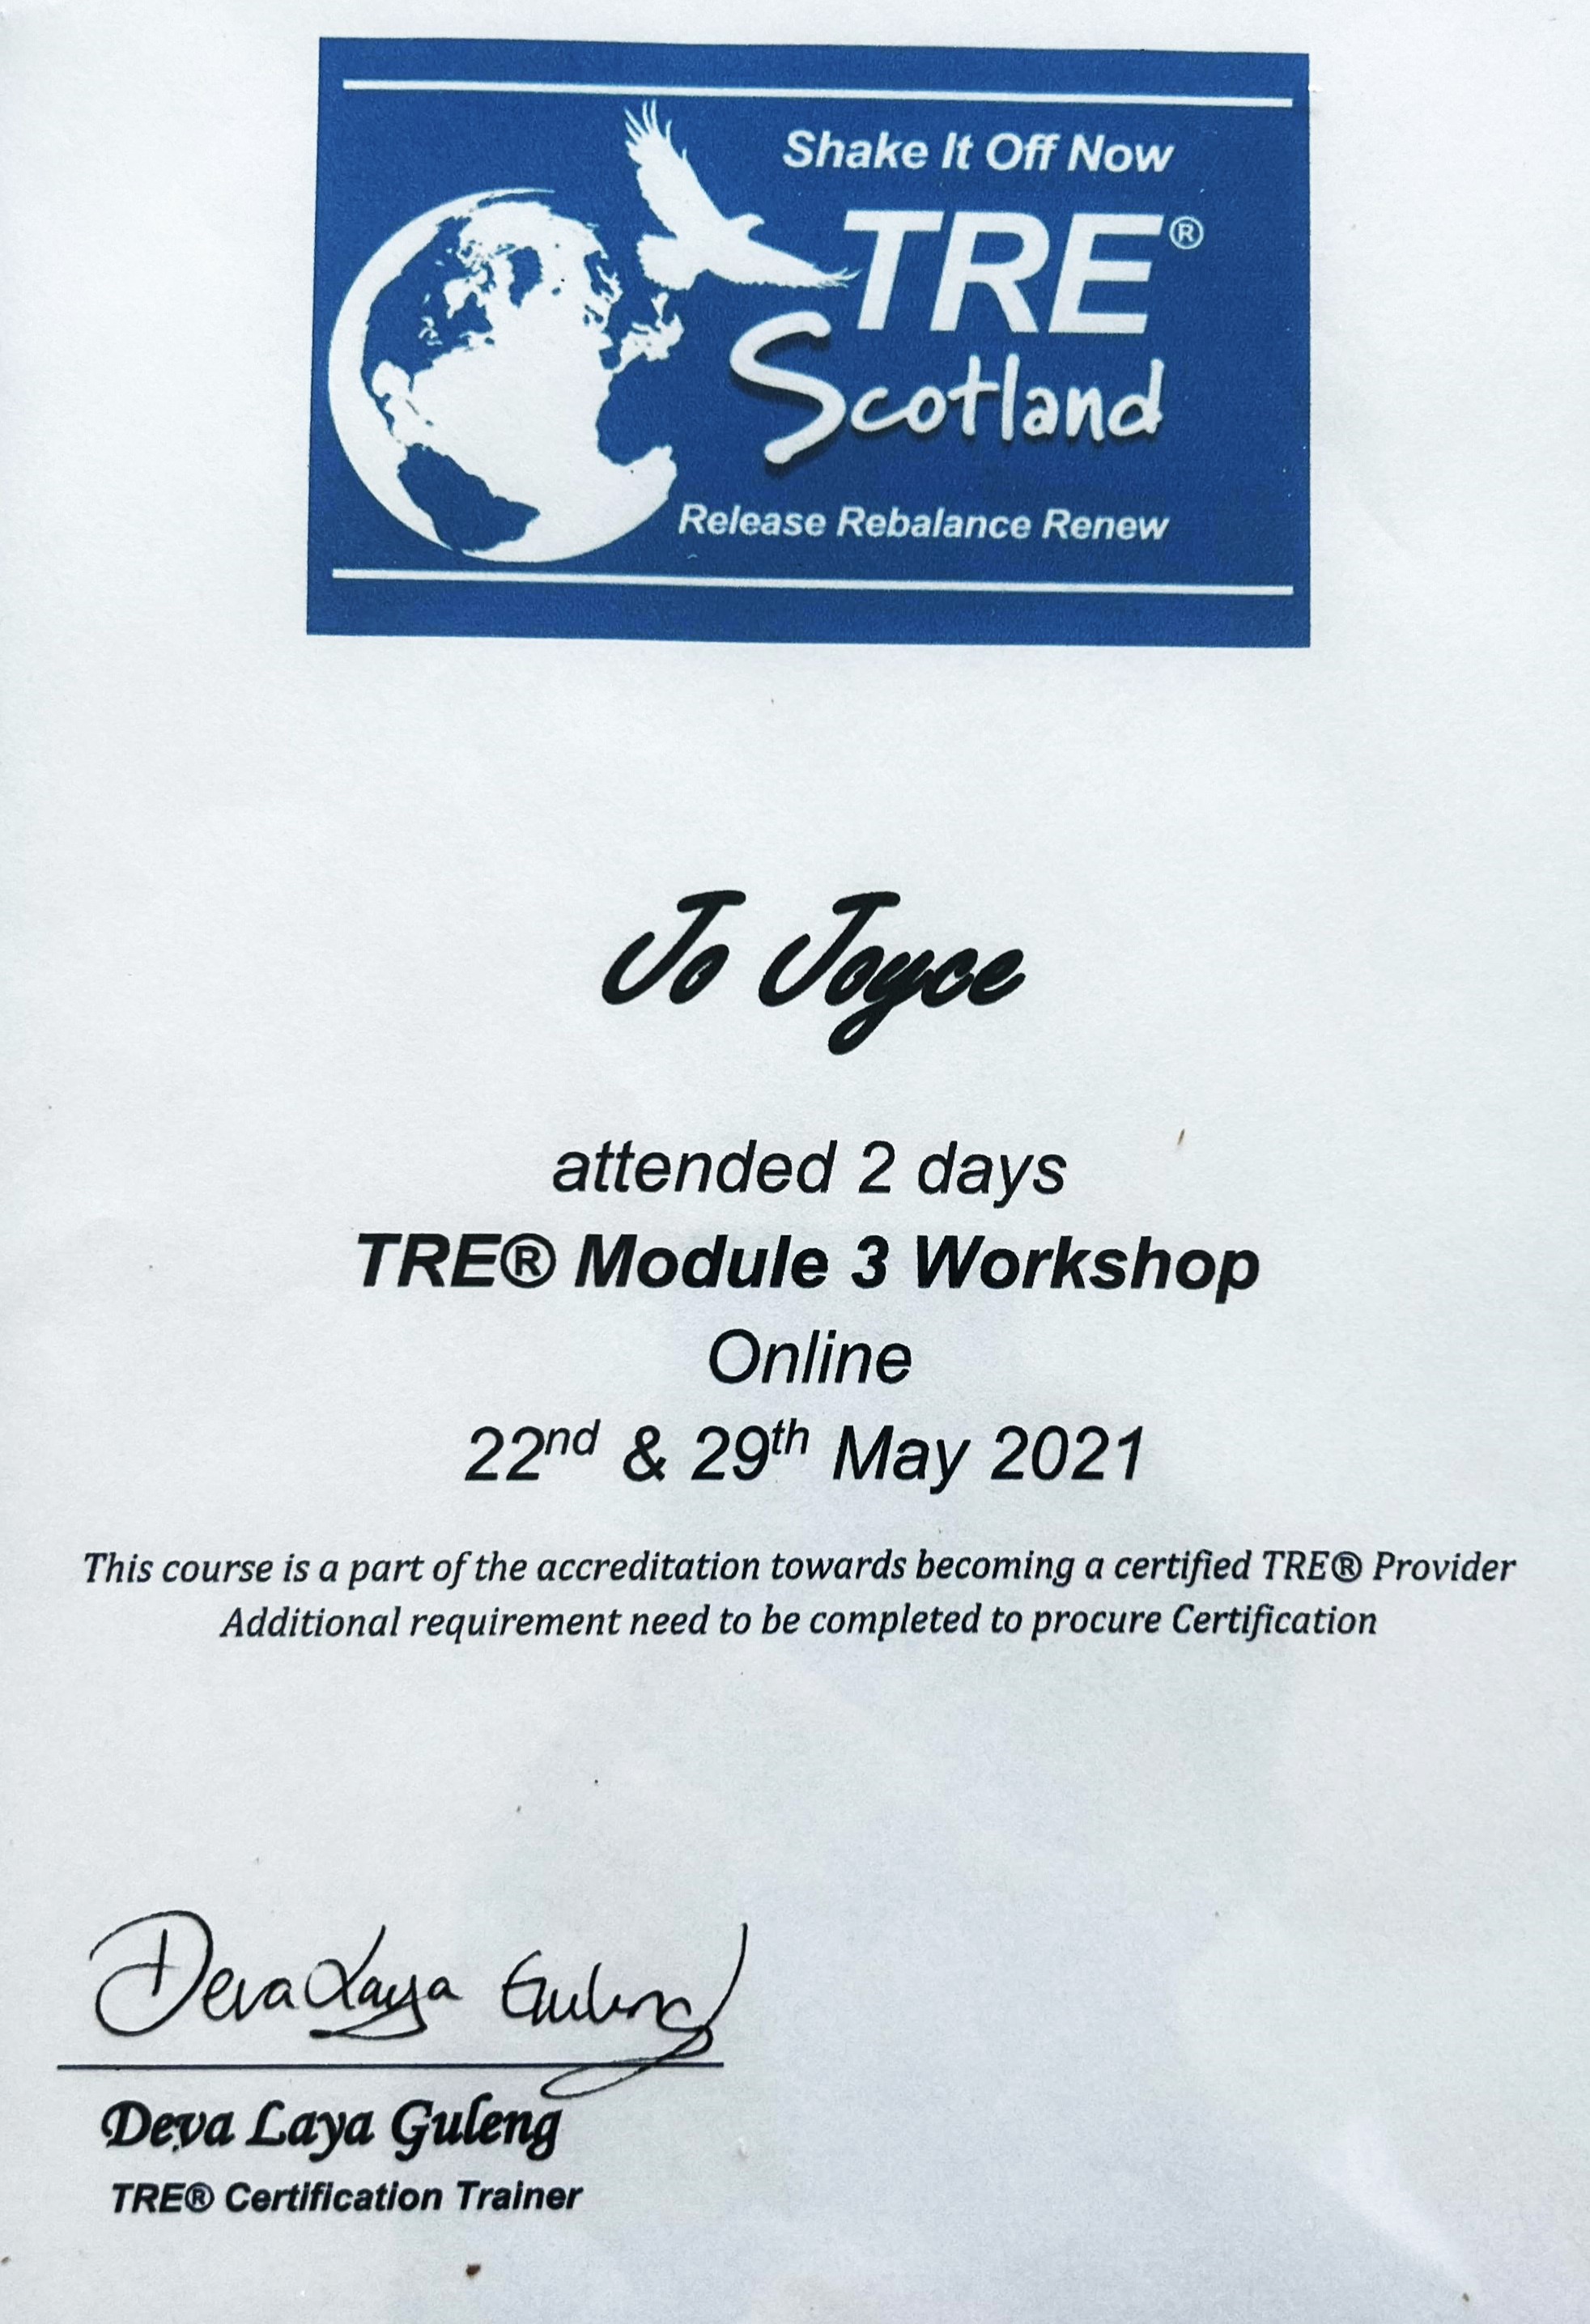 Shake It Off Now
TRE®
Scotland
Release Rebalance Renew
Jo Joyce
attended 2 days
TRE® Module 3 Workshop
Online
22nd & 29th May 2021
This course is a part of the accreditation towards becoming a certified TRE® Provider
Additional requirement need to be completed to procure Certification
Deva Laya Guleng
Deva Laya Guleng
TRE® Certification Trainer